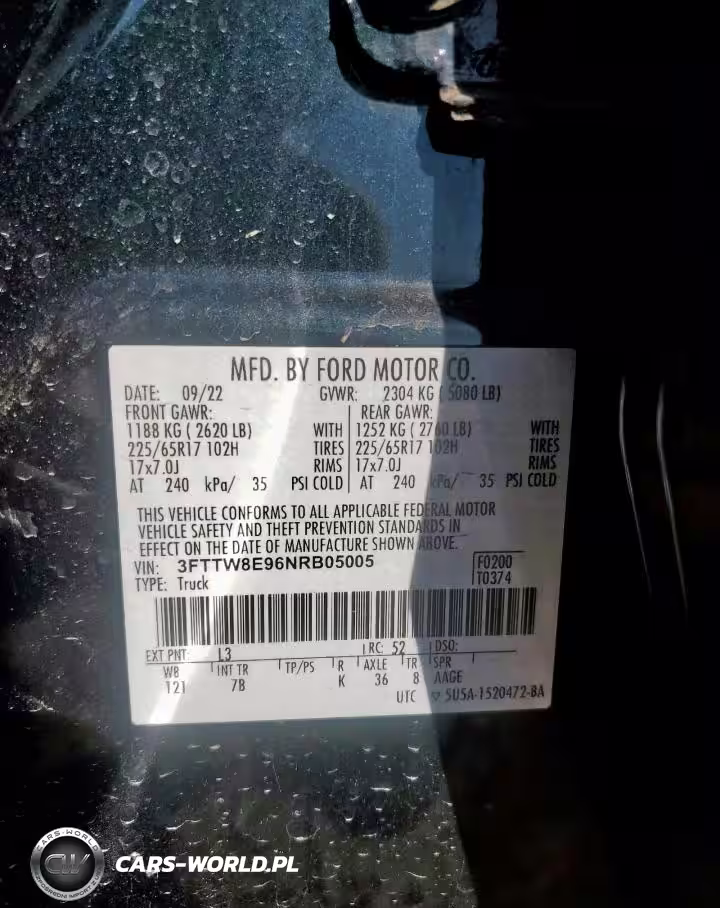 MFD. BY FORD MOTOR CO.
DATE: 09/22 GVWR: 2304 KG ( 5080 LB)
FRONT GAWR: REAR GAWR:
1188 KG ( 2620 LB) WITH 1252 KG ( 2760 LB) WITH
225/65R17 102H TIRES 225/65R17 102H TIRES
17x7.0J RIMS 17x7.0J RIMS
AT 240 kPa/ 35 PSI COLD AT 240 kPa/ 35 PSI COLD
THIS VEHICLE CONFORMS TO ALL APPLICABLE FEDERAL MOTOR
VEHICLE SAFETY AND THEFT PREVENTION STANDARDS IN
EFFECT ON THE DATE OF MANUFACTURE SHOWN ABOVE.
VIN: 3FTTW8E96NRB05005 F0200
TYPE: Truck T0374
EXT PNT: L3 RC: 52 DSO:
WB INT TR TP/PS R AXLE TR SPR
121 7B K 36 8 AAGE
UTC 5U5A-1520472-BA
CARS-WORLD
CW
CARS-WORLD.PL